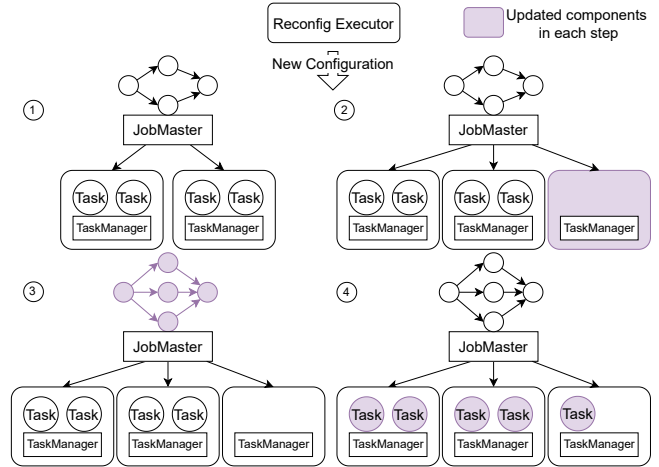 Reconfig Executor
Updated components
in each step
New Configuration
1
JobMaster
Task
Task
Task
Task
TaskManager
TaskManager
2
JobMaster
Task
Task
Task
Task
TaskManager
TaskManager
TaskManager
3
JobMaster
Task
Task
Task
Task
TaskManager
TaskManager
TaskManager
4
JobMaster
Task
Task
Task
Task
Task
TaskManager
TaskManager
TaskManager